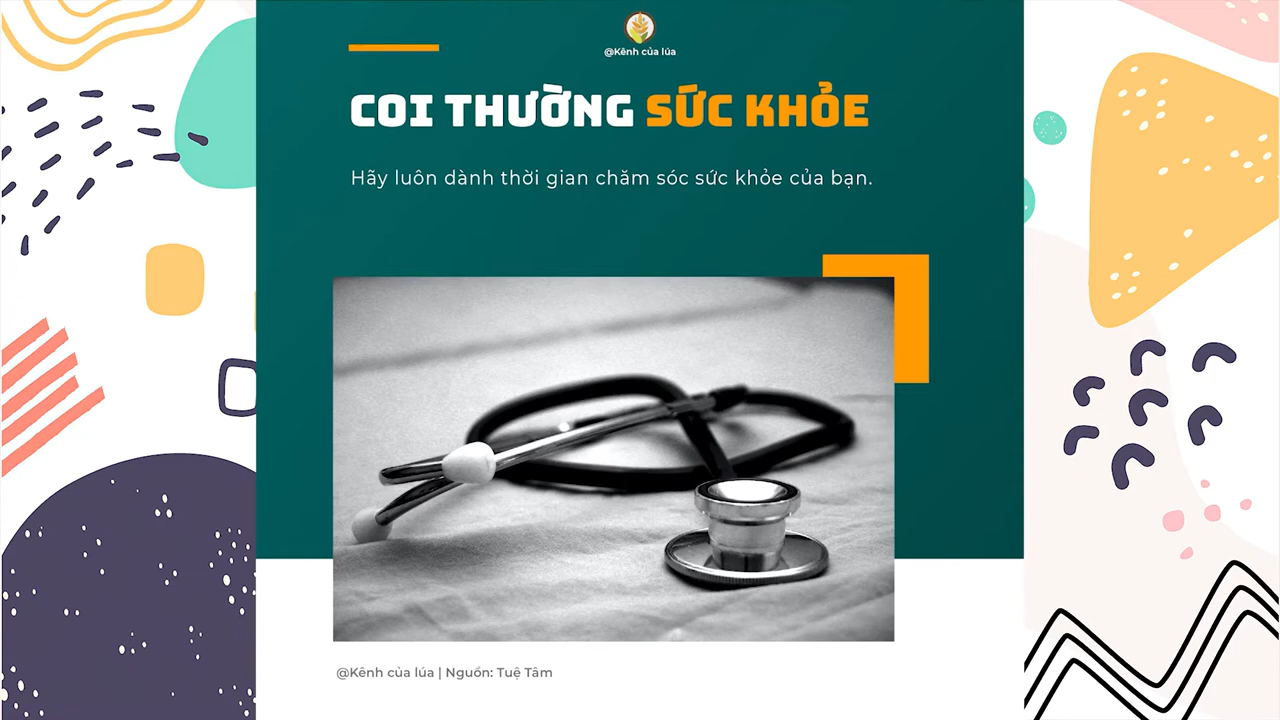 @Kênh của lúa
COI THƯỜNG SỨC KHỎE
Hãy luôn dành thời gian chăm sóc sức khỏe của bạn.
@Kênh của lúa | Nguồn: Tuệ Tâm